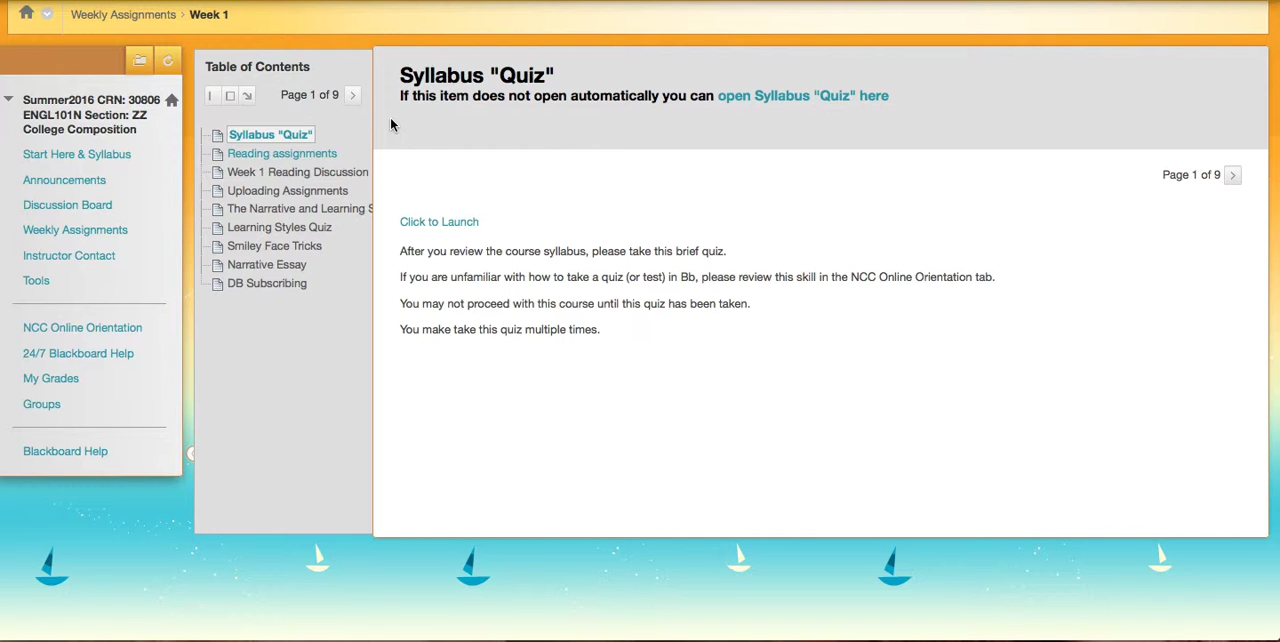 Weekly Assignments › Week 1
Summer2016 CRN: 30806
ENGL101N Section: ZZ
College Composition
Start Here & Syllabus
Announcements
Discussion Board
Weekly Assignments
Instructor Contact
Tools
NCC Online Orientation
24/7 Blackboard Help
My Grades
Groups
Blackboard Help
Table of Contents
Page 1 of 9
Syllabus "Quiz"
Reading assignments
Week 1 Reading Discussion
Uploading Assignments
The Narrative and Learning S
Learning Styles Quiz
Smiley Face Tricks
Narrative Essay
DB Subscribing
Syllabus "Quiz"
If this item does not open automatically you can open Syllabus "Quiz" here
Page 1 of 9
Click to Launch
After you review the course syllabus, please take this brief quiz.
If you are unfamiliar with how to take a quiz (or test) in Bb, please review this skill in the NCC Online Orientation tab.
You may not proceed with this course until this quiz has been taken.
You make take this quiz multiple times.